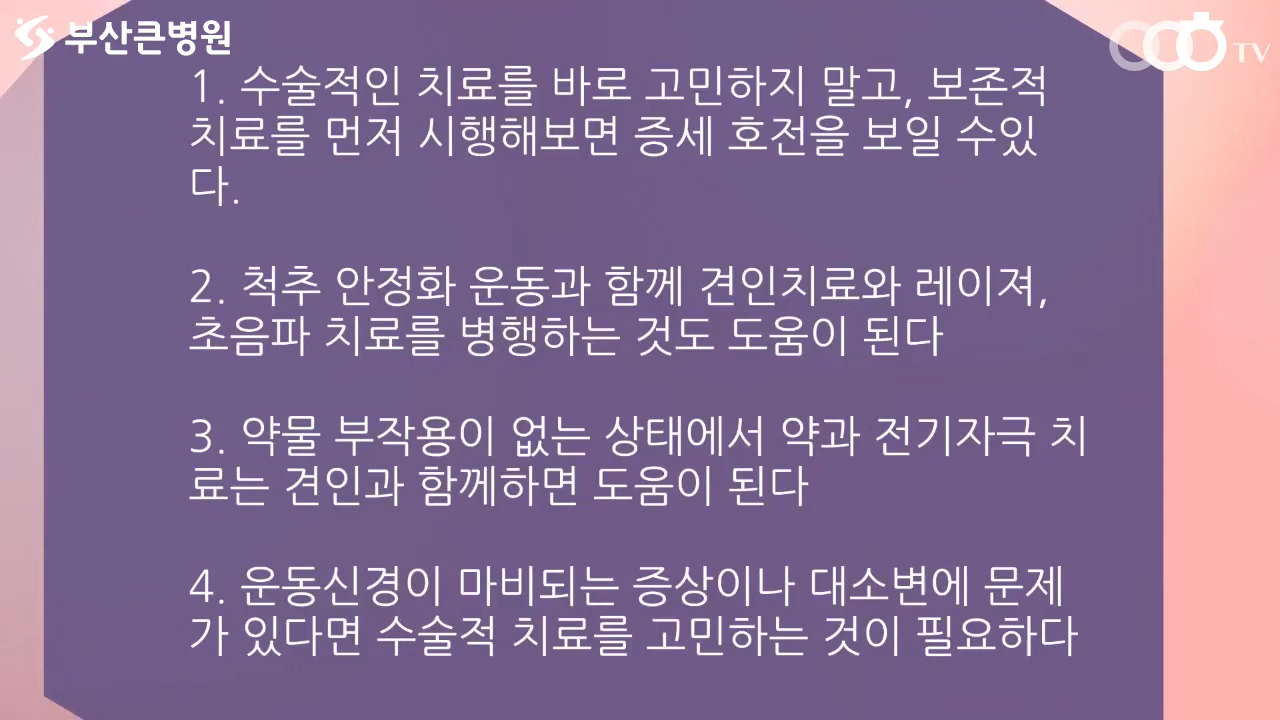 부산큰병원
TV
1. 수술적인 치료를 바로 고민하지 말고, 보존적
치료를 먼저 시행해보면 증세 호전을 보일 수있
다.
2. 척추 안정화 운동과 함께 견인치료와 레이져,
초음파 치료를 병행하는 것도 도움이 된다
3. 약물 부작용이 없는 상태에서 약과 전기자극 치
료는 견인과 함께하면 도움이 된다
4. 운동신경이 마비되는 증상이나 대소변에 문제
가 있다면 수술적 치료를 고민하는 것이 필요하다